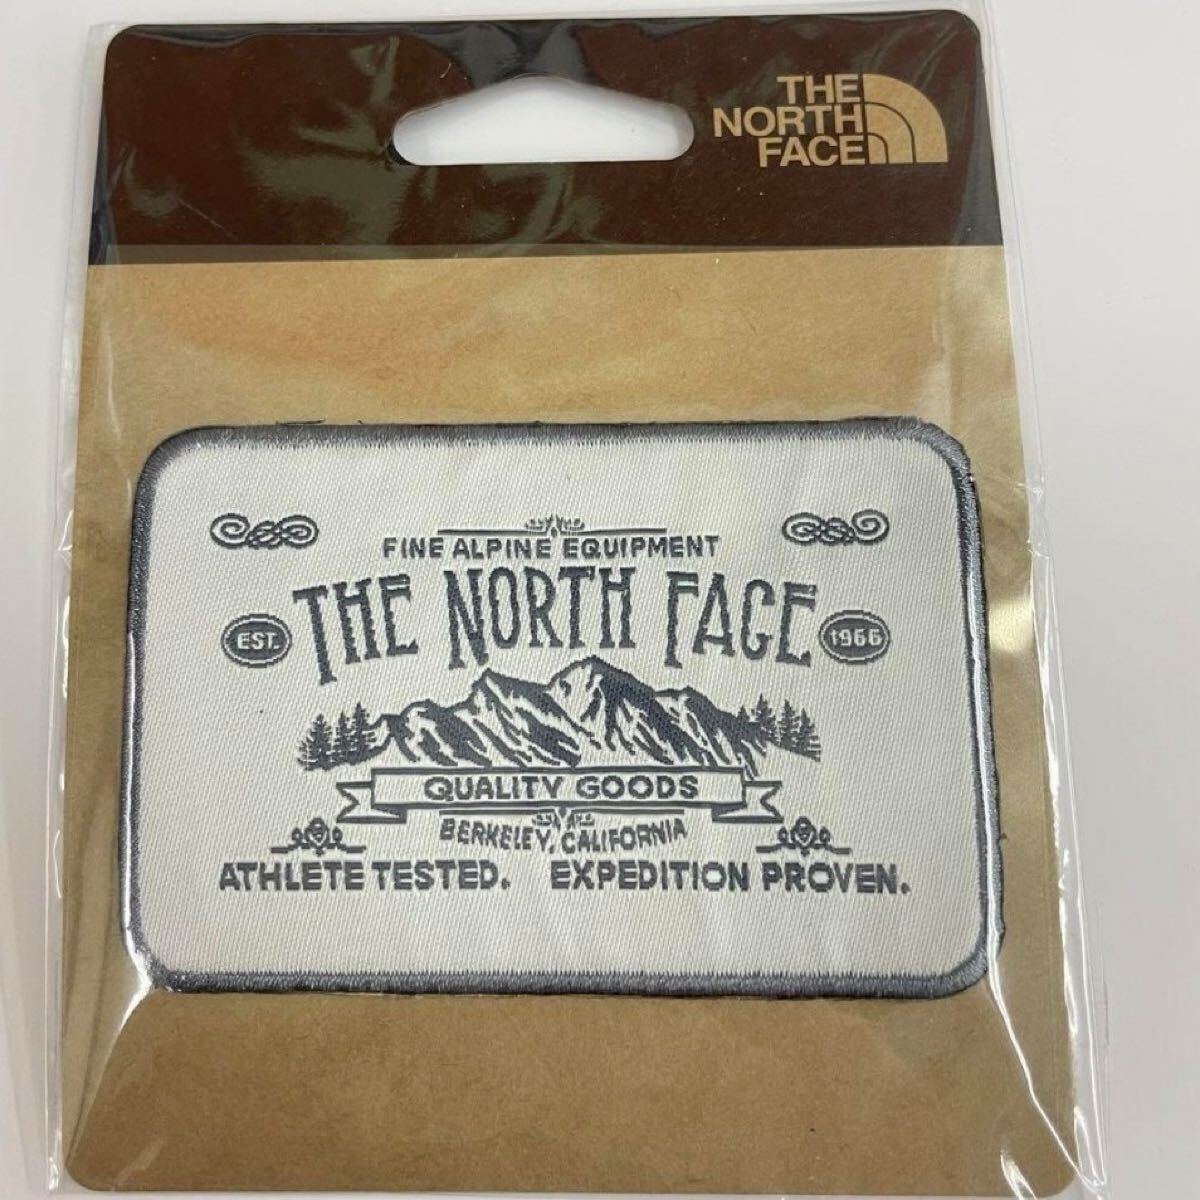 THE
NORTH
FACE
FINE ALPINE EQUIPMENT
EST. THE NORTH FACE 1966
QUALITY GOODS
BERKELEY, CALIFORNIA
ATHLETE TESTED. EXPEDITION PROVEN.